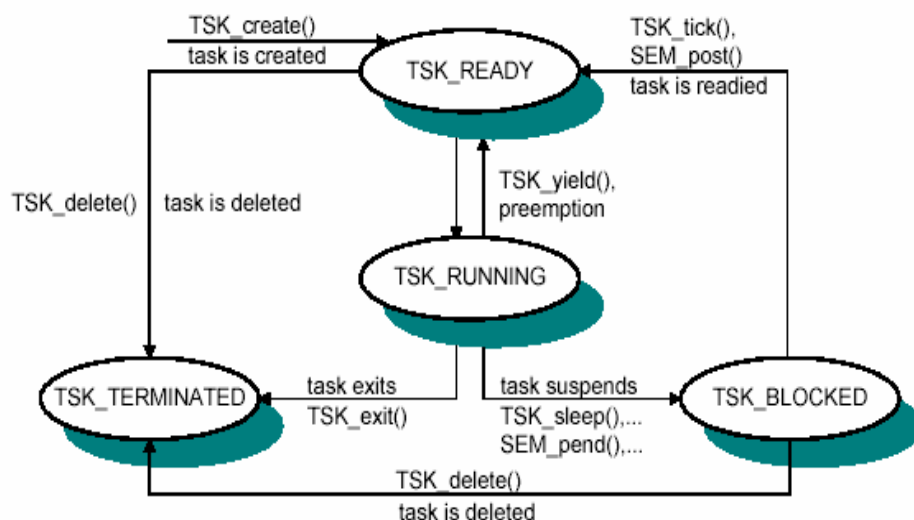 TSK_create()
task is created
TSK_READY
TSK_tick(),
SEM_post()
task is readied
TSK_delete()
task is deleted
TSK_yield(),
preemption
TSK_RUNNING
TSK_TERMINATED
task exits
TSK_exit()
task suspends
TSK_sleep(),...
SEM_pend(),...
TSK_BLOCKED
TSK_delete()
task is deleted